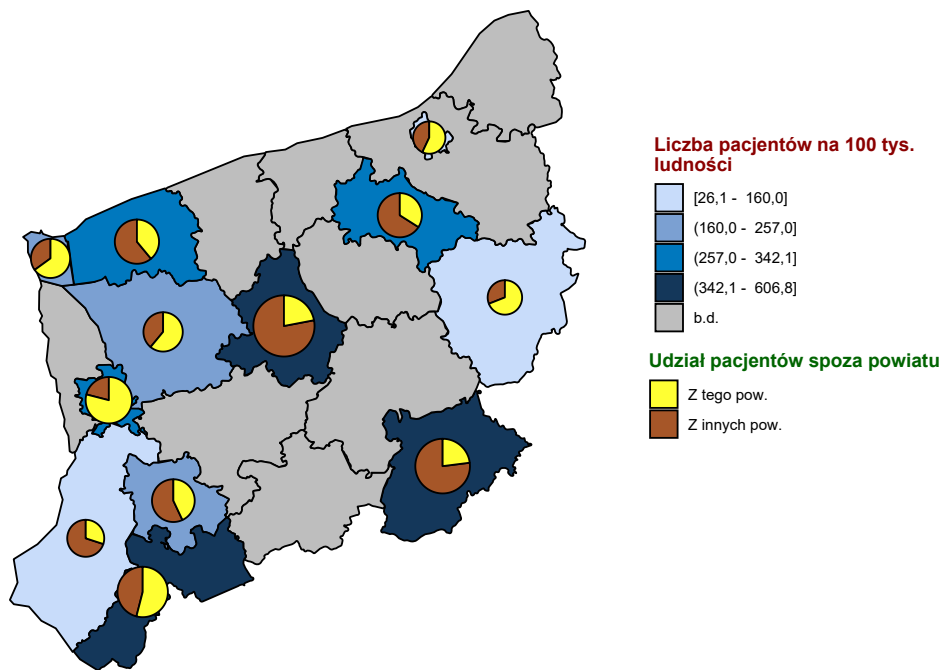 Liczba pacjentów na 100 tys.
ludności
[26,1 - 160,0]
(160,0 - 257,0]
(257,0 - 342,1]
(342,1 - 606,8]
b.d.
Udział pacjentów spoza powiatu
Z tego pow.
Z innych pow.